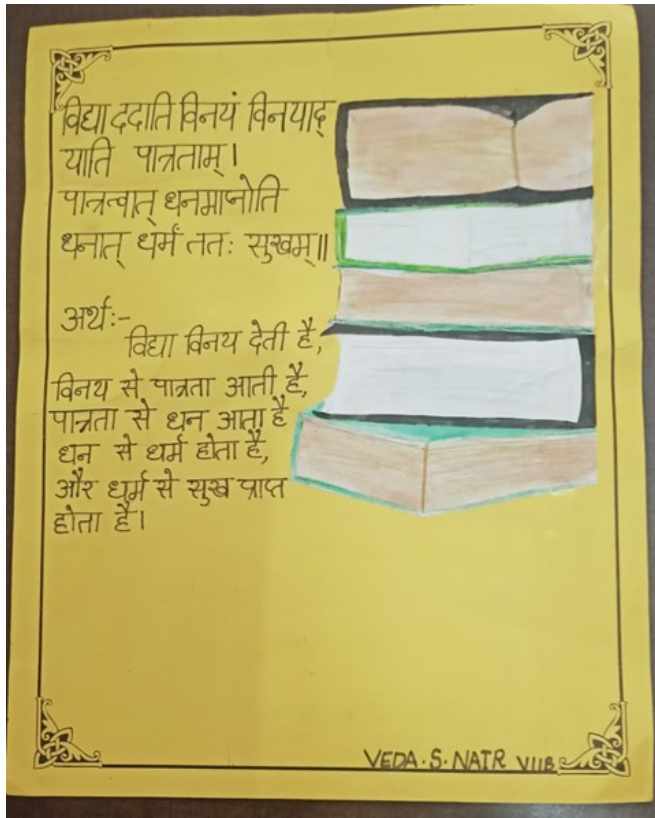 विद्या ददाति विनयं विनयाद्
याति पात्रताम्।
पात्रत्वात् धनमाप्नोति
धनात् धर्मं ततः सुखम्॥
अर्थः-
विद्या विनय देती है,
विनय से पात्रता आती है,
पात्रता से धन आता है
धन से धर्म होता है,
और धर्म से सुख प्राप्त
होता है।
VEDA.S.NAIR VIIB